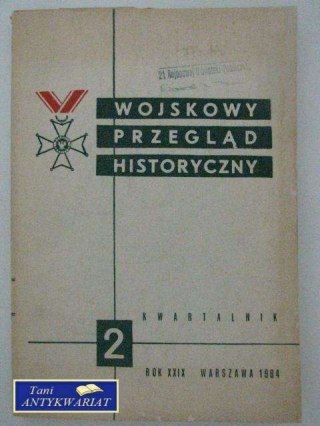 WOJSKOWY
PRZEGLĄD
HISTORYCZNY
KWARTALNIK
2
ROK XXIX WARSZAWA 1984
Tani
ANTYKWARIAT